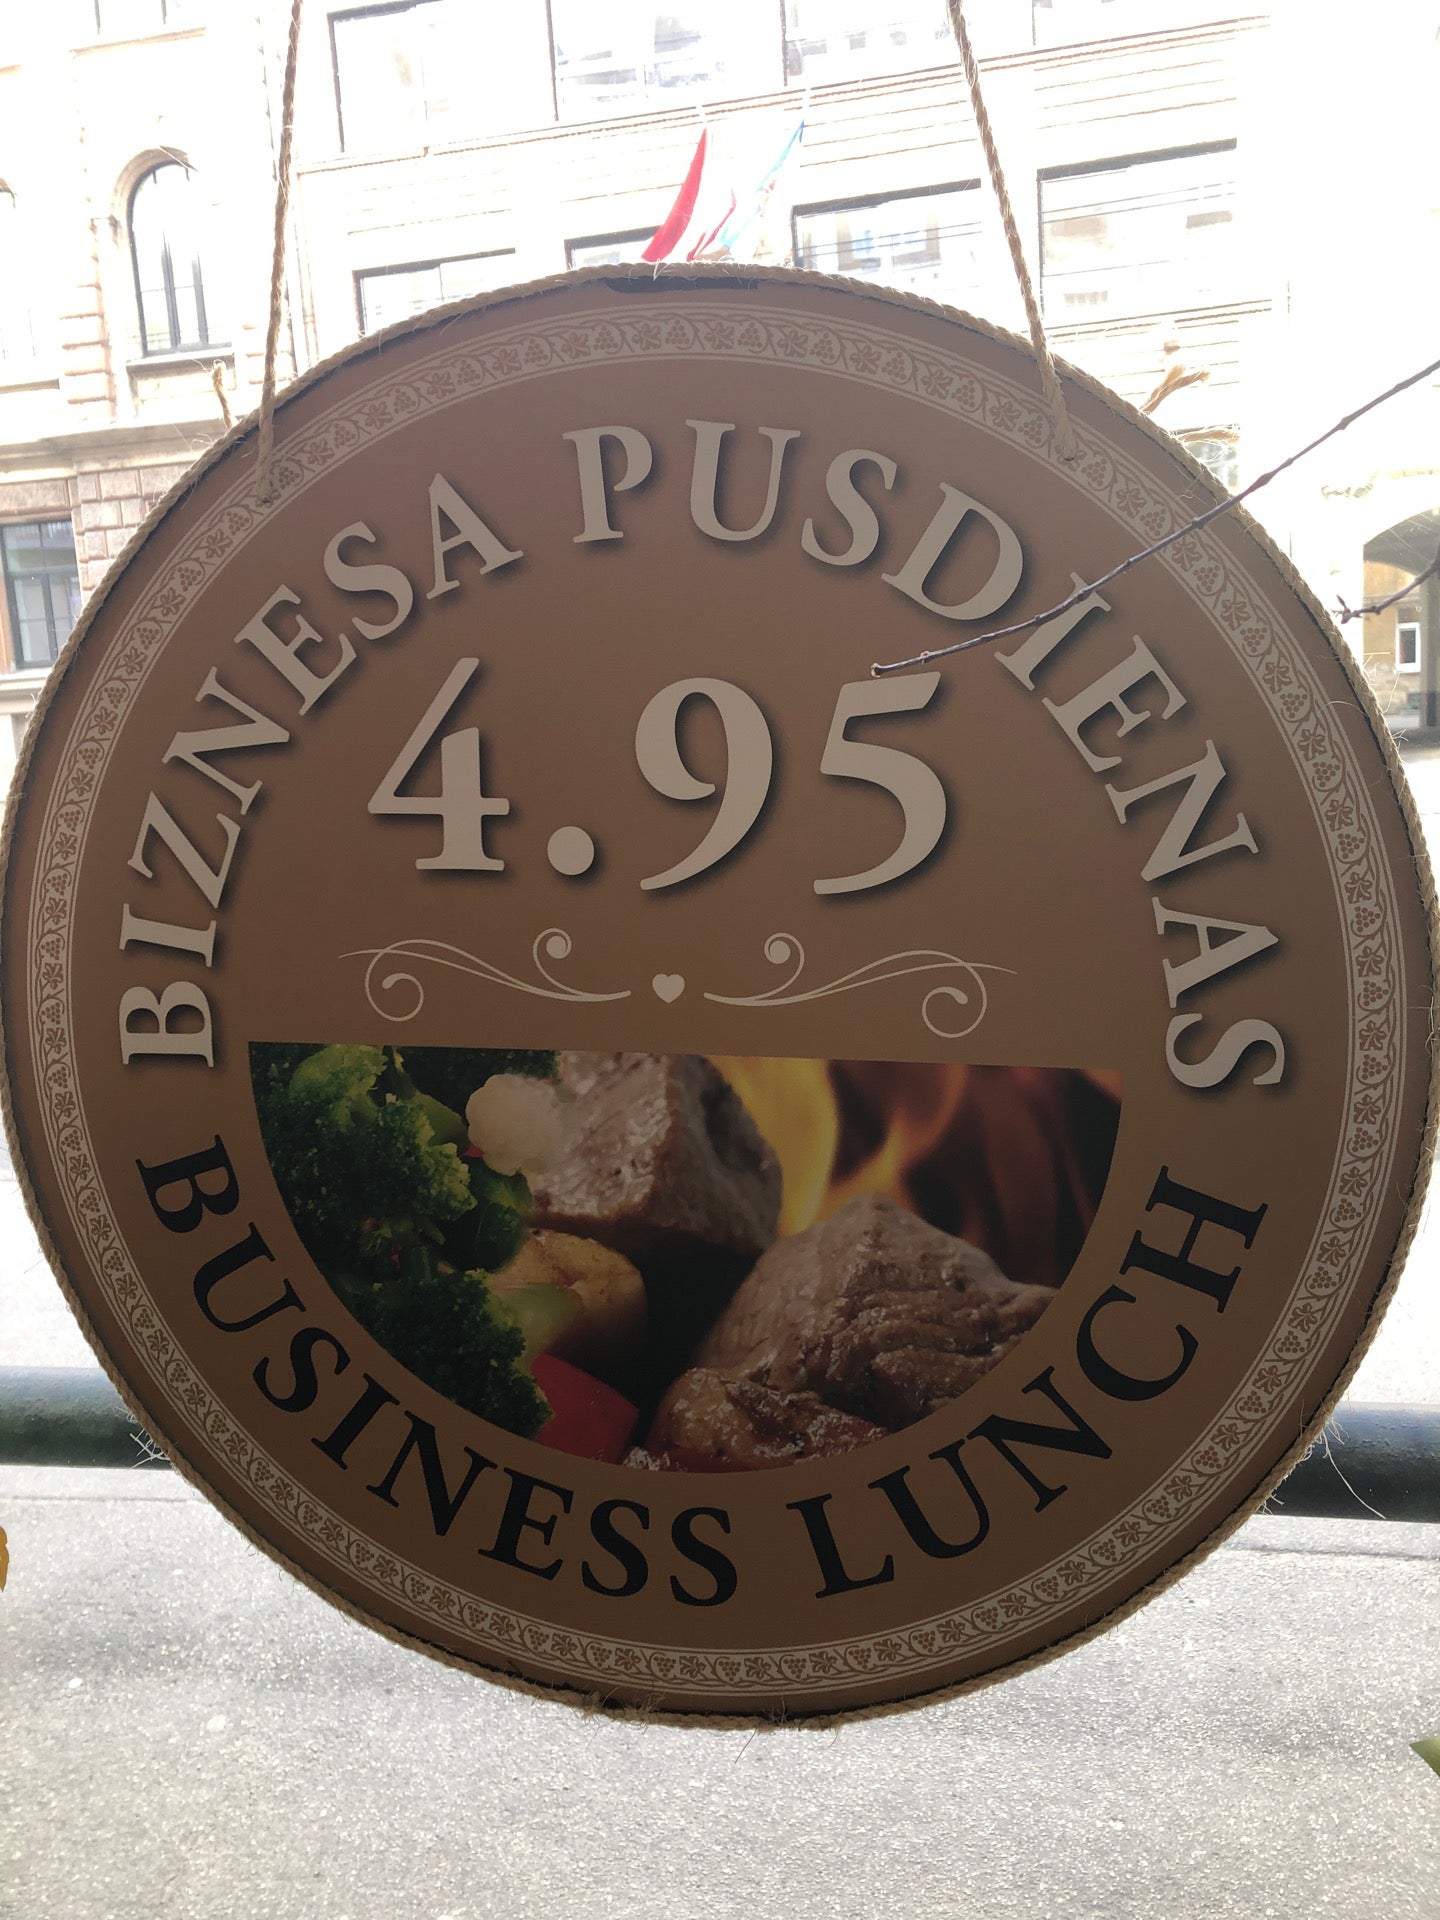 BIZNESA PUSDIENAS
4.95
BUSINESS LUNCH